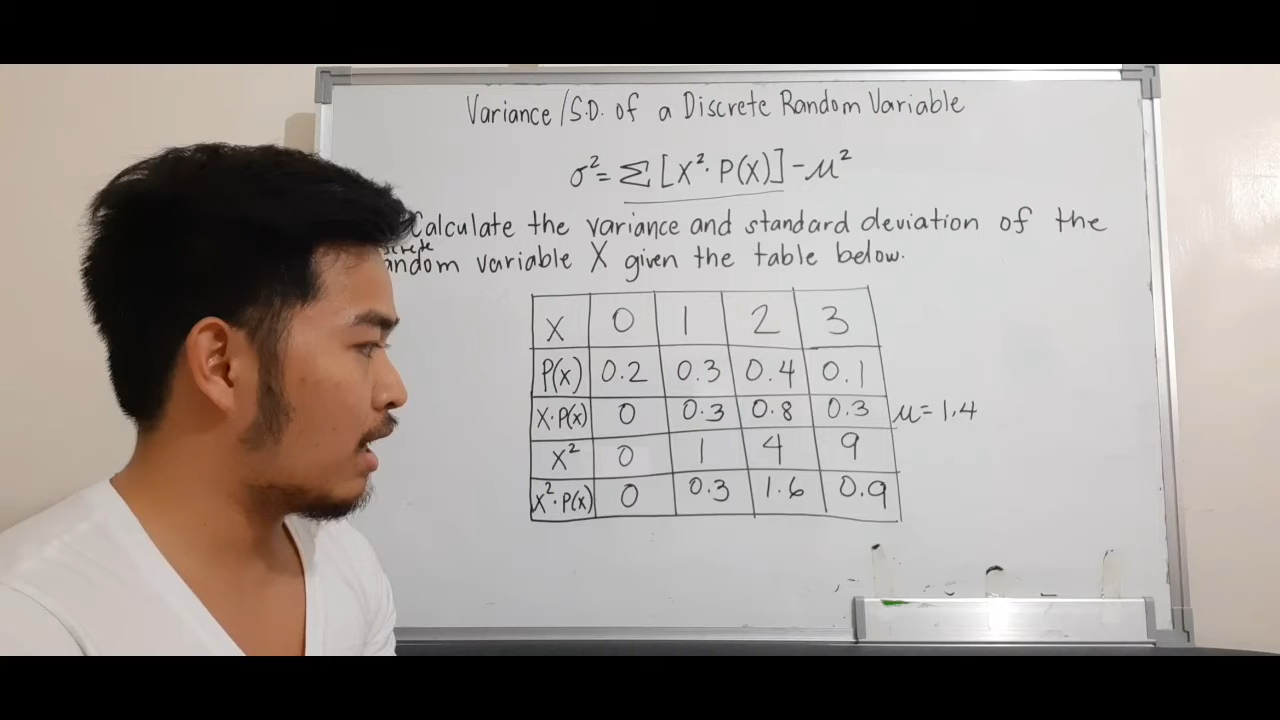 Variance/S.D. of a Discrete Random Variable
σ²= Σ[X²·P(X)]-μ²
Calculate the variance and standard deviation of the
random variable X given the table below.
X 0 1 2 3
P(x) 0.2 0.3 0.4 0.1
X·P(x) 0 0.3 0.8 0.3 μ=1.4
X² 0 1 4 9
X²·P(x) 0 0.3 1.6 0.9